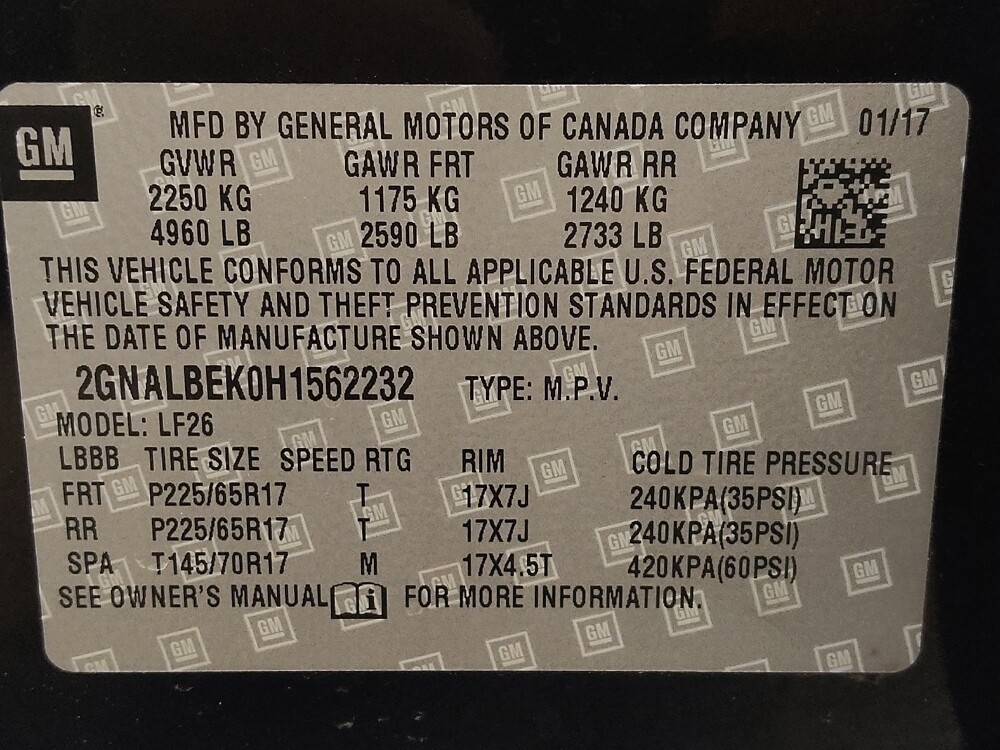 GM
MFD BY GENERAL MOTORS OF CANADA COMPANY 01/17
GVWR GAWR FRT GAWR RR
2250 KG 1175 KG 1240 KG
4960 LB 2590 LB 2733 LB
THIS VEHICLE CONFORMS TO ALL APPLICABLE U.S. FEDERAL MOTOR
VEHICLE SAFETY AND THEFT PREVENTION STANDARDS IN EFFECT ON
THE DATE OF MANUFACTURE SHOWN ABOVE.
2GNALBEK0H1562232 TYPE: M.P.V.
MODEL: LF26
LBBB TIRE SIZE SPEED RTG RIM COLD TIRE PRESSURE
FRT P225/65R17 T 17X7J 240KPA(35PSI)
RR P225/65R17 T 17X7J 240KPA(35PSI)
SPA T145/70R17 M 17X4.5T 420KPA(60PSI)
SEE OWNER'S MANUAL i FOR MORE INFORMATION.